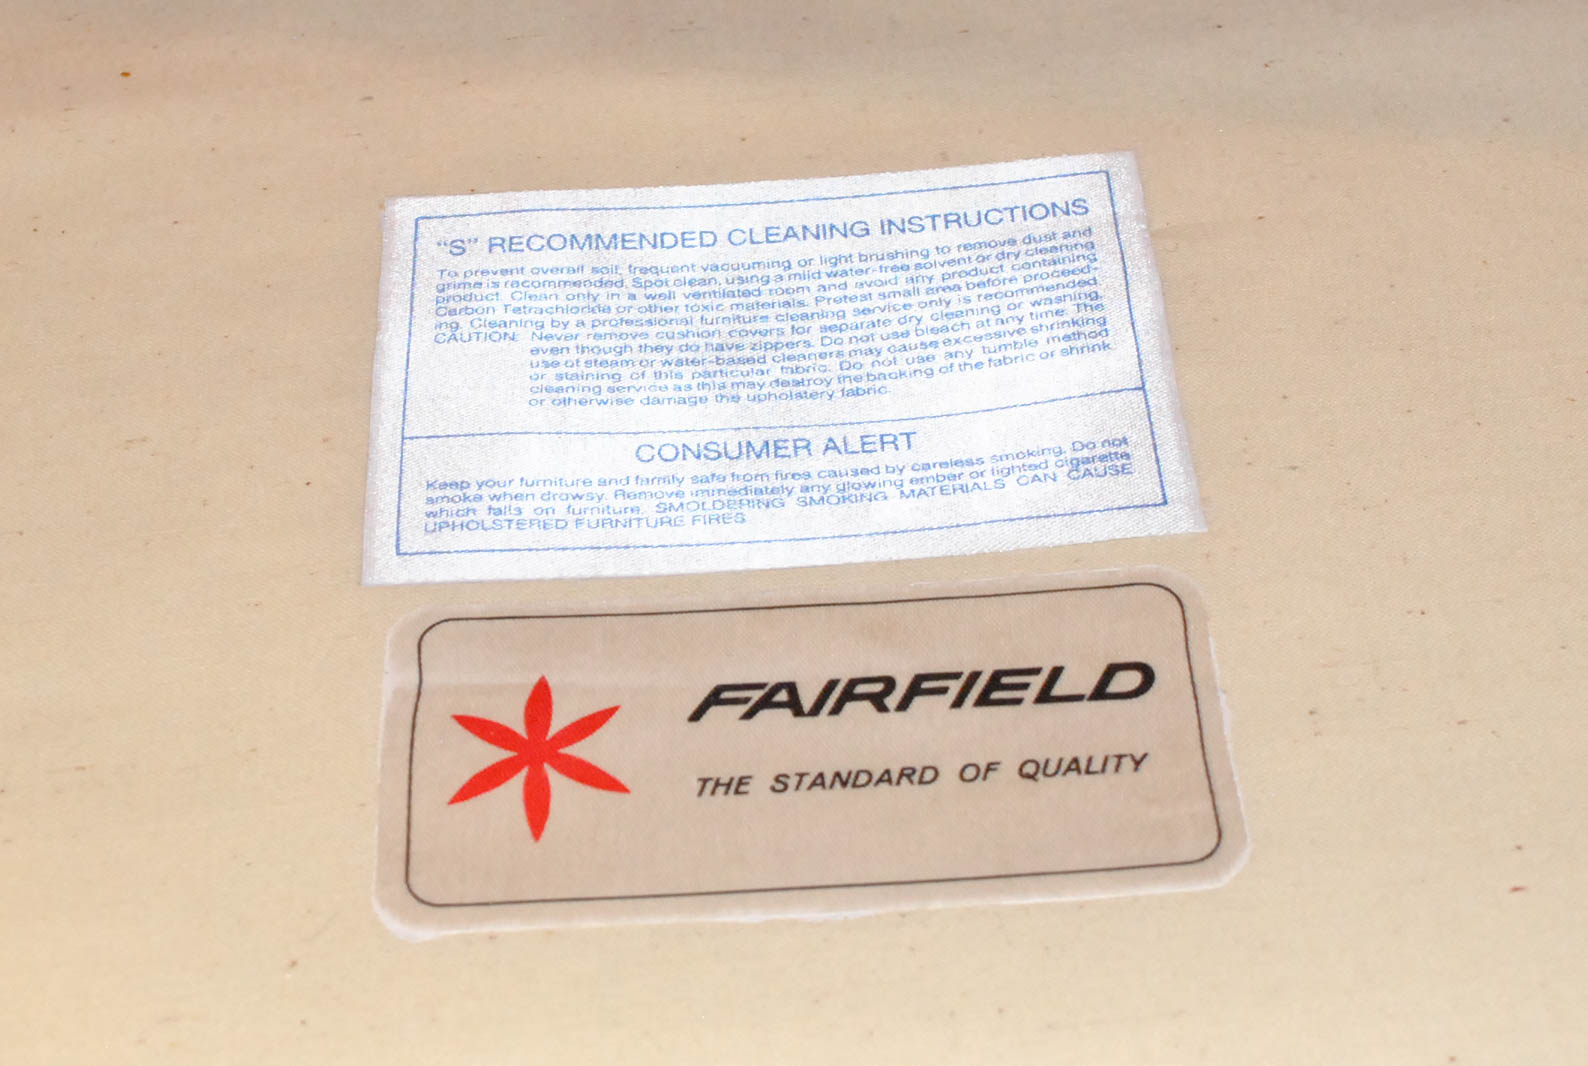 “S” RECOMMENDED CLEANING INSTRUCTIONS
To prevent overall soil, frequent vacuuming or light brushing to remove dust and
grime is recommended. Spot clean, using a mild water-free solvent or dry cleaning
product. Clean only in a well ventilated room and avoid any product containing
Carbon Tetrachloride or other toxic materials. Pretest small area before proceed-
ing. Cleaning by a professional furniture cleaning service only is recommended.
CAUTION: Never remove cushion covers for separate dry cleaning or washing,
even though they do have zippers. Do not use bleach at any time. The
use of steam or water-based cleaners may cause excessive shrinking
or staining of this particular fabric. Do not use any tumble method
cleaning service as this may destroy the backing of the fabric or shrink
or otherwise damage the upholstery fabric.
CONSUMER ALERT
Keep your furniture and family safe from fires caused by careless smoking. Do not
smoke when drowsy. Remove immediately any glowing ember or lighted cigarette
which falls on furniture. SMOLDERING SMOKING MATERIALS CAN CAUSE
UPHOLSTERED FURNITURE FIRES
FAIRFIELD
THE STANDARD OF QUALITY